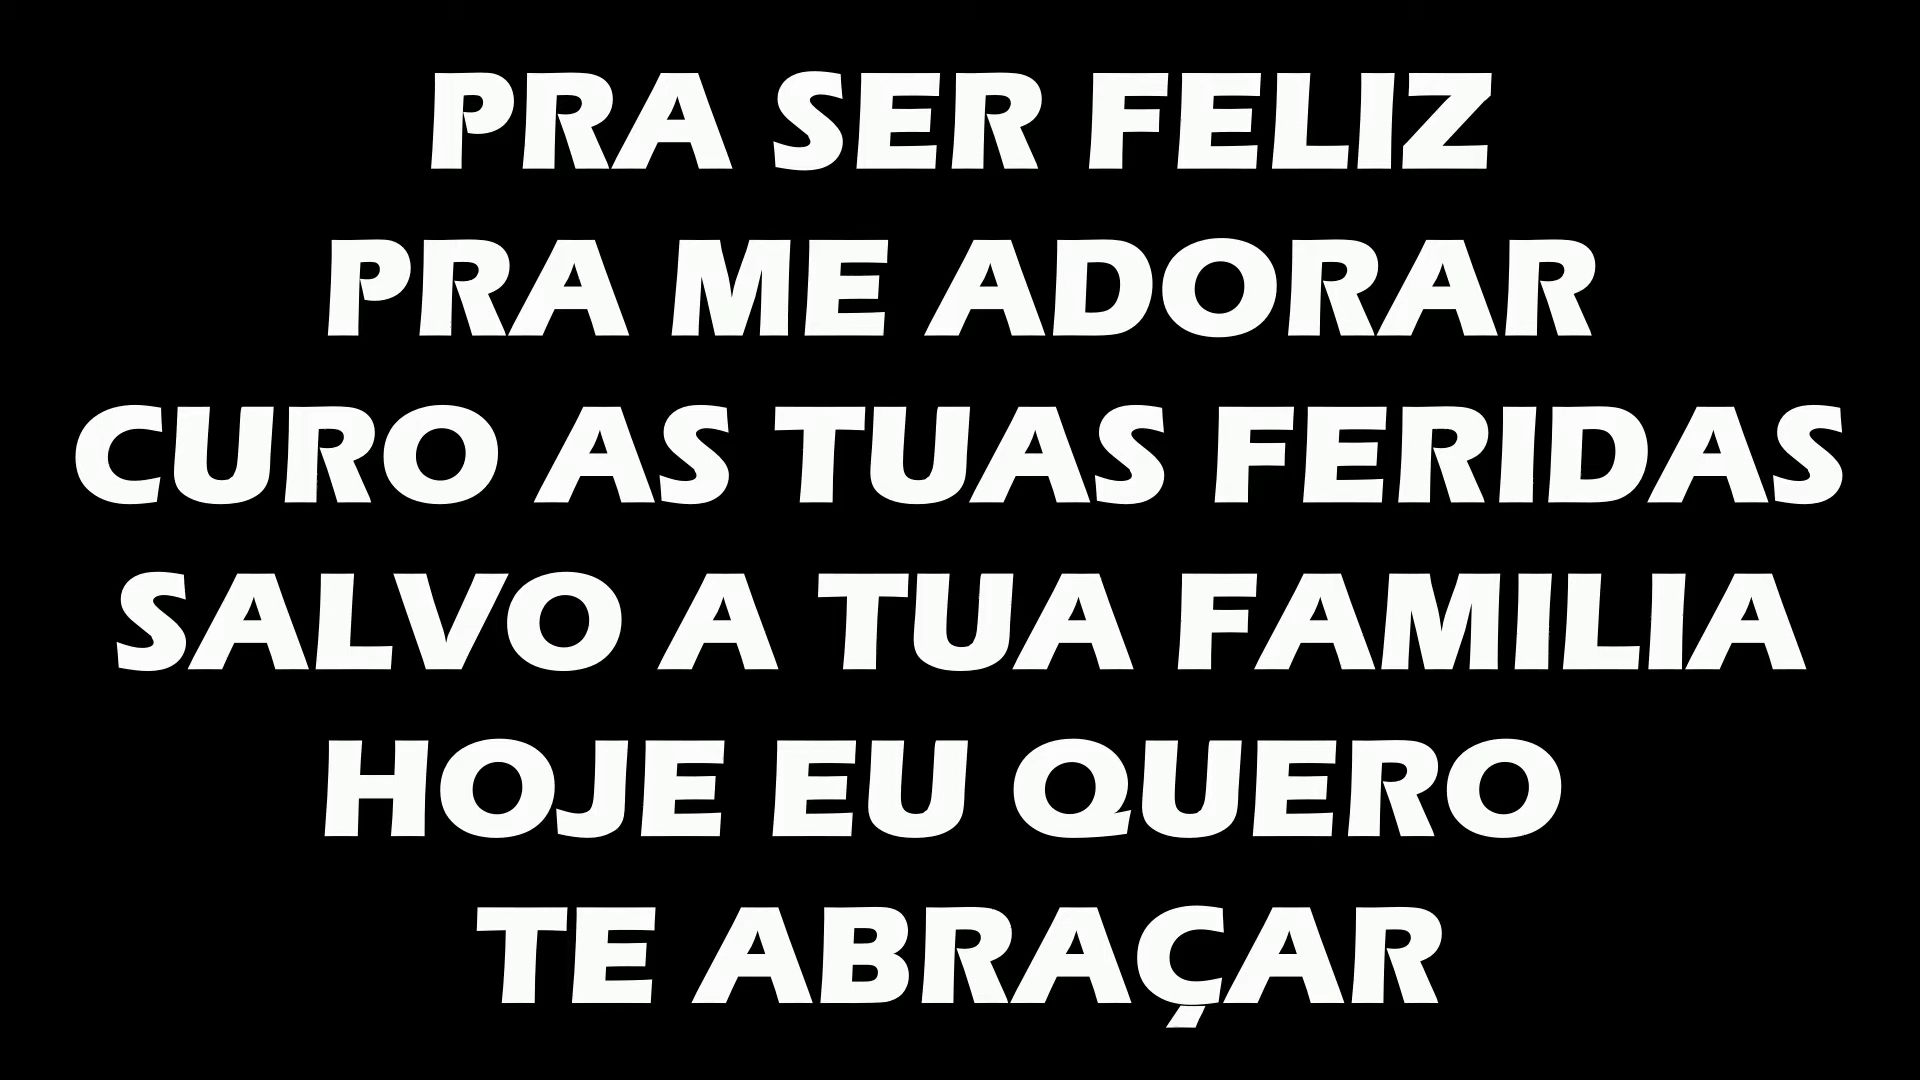 PRA SER FELIZ
PRA ME ADORAR
CURO AS TUAS FERIDAS
SALVO A TUA FAMILIA
HOJE EU QUERO
TE ABRAÇAR